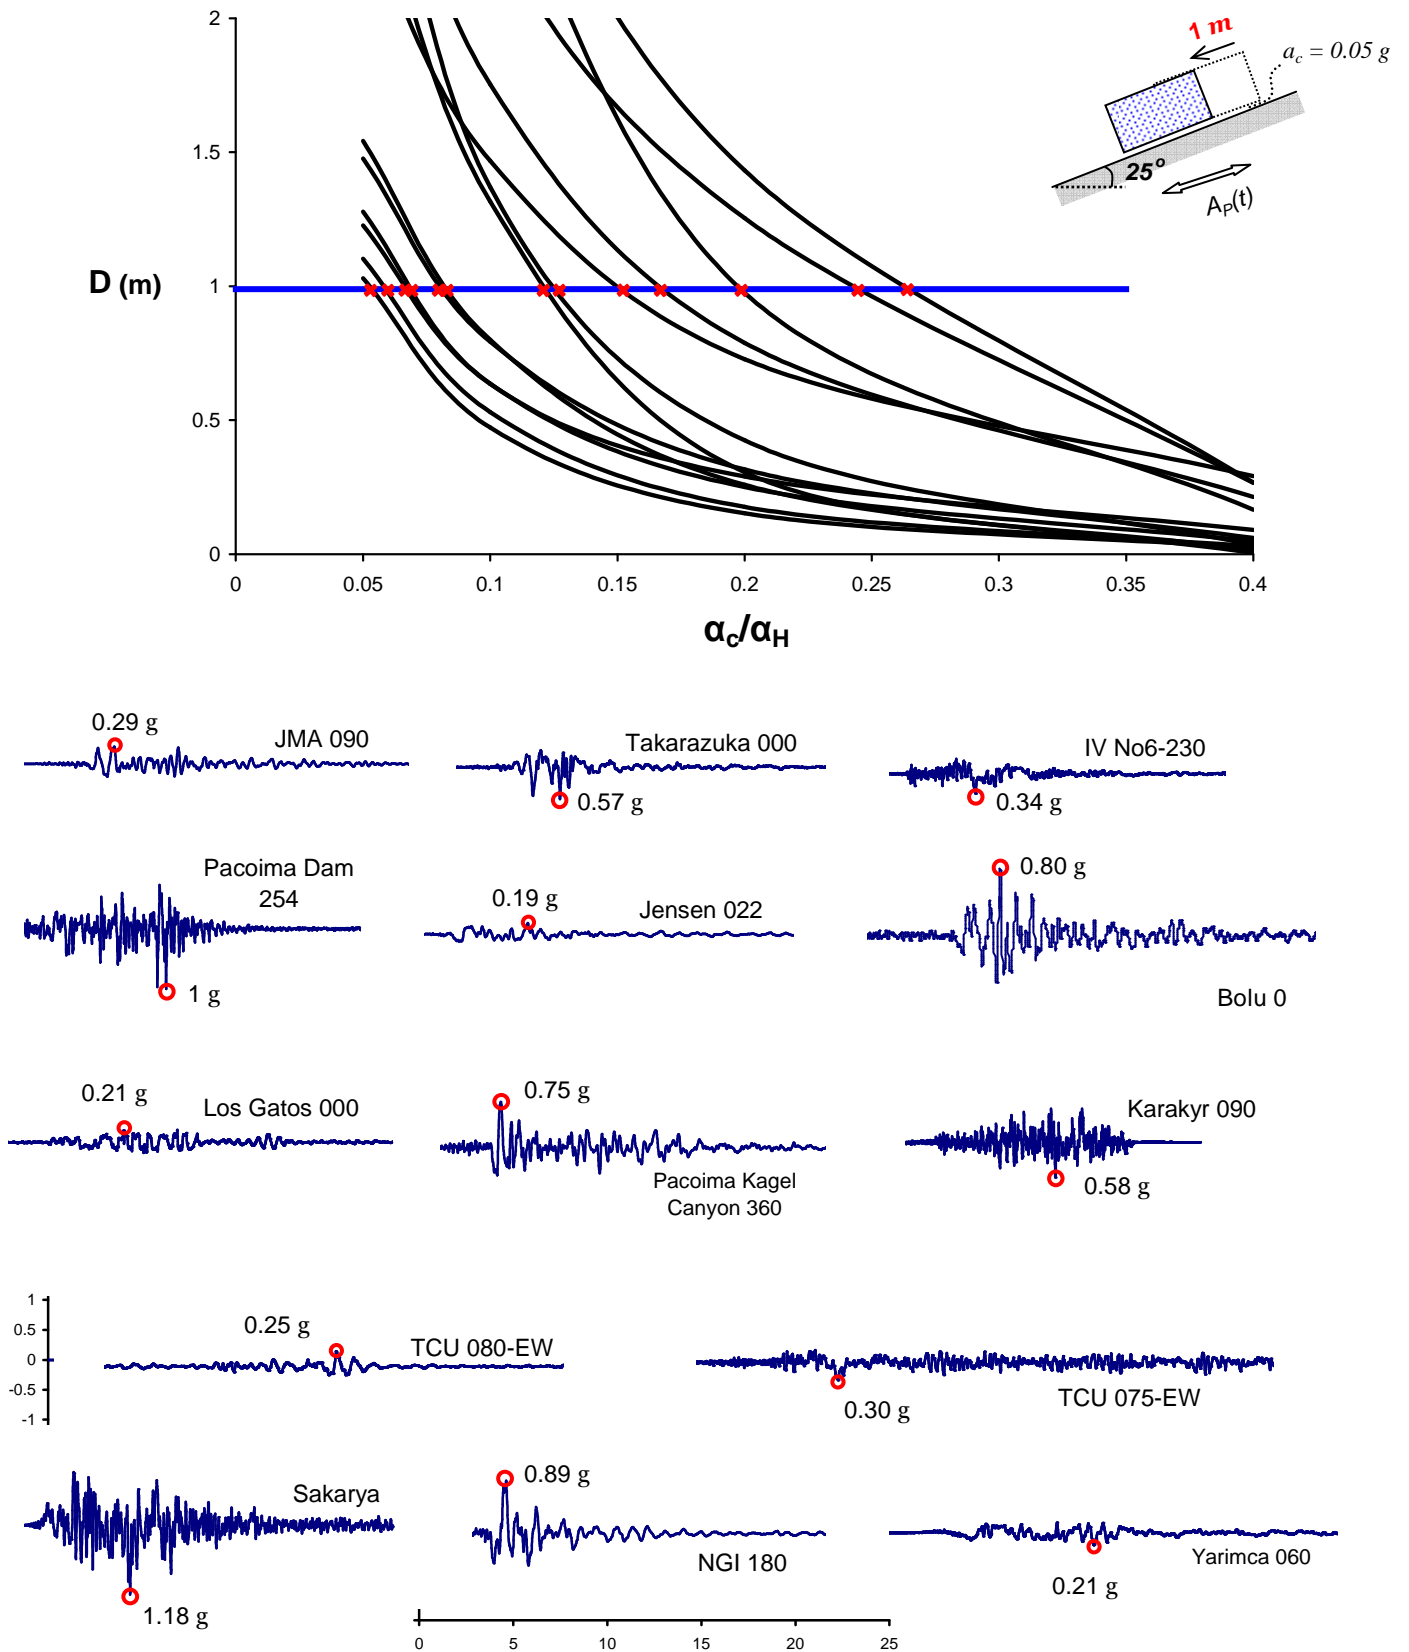 2
1 m
a_c = 0.05 g
1.5
25°
A_P(t)
D (m)
1
0.5
0
0
0.05
0.1
0.15
0.2
0.25
0.3
0.35
0.4
α_c/α_H
0.29 g
JMA 090
Takarazuka 000
0.57 g
IV No6-230
0.34 g
Pacoima Dam
254
1 g
0.19 g
Jensen 022
0.80 g
Bolu 0
0.21 g
Los Gatos 000
0.75 g
Pacoima Kagel
Canyon 360
Karakyr 090
0.58 g
1
0.5
0
-0.5
-1
0.25 g
TCU 080-EW
0.30 g
TCU 075-EW
Sakarya
1.18 g
0.89 g
NGI 180
Yarimca 060
0.21 g
0
5
10
15
20
25